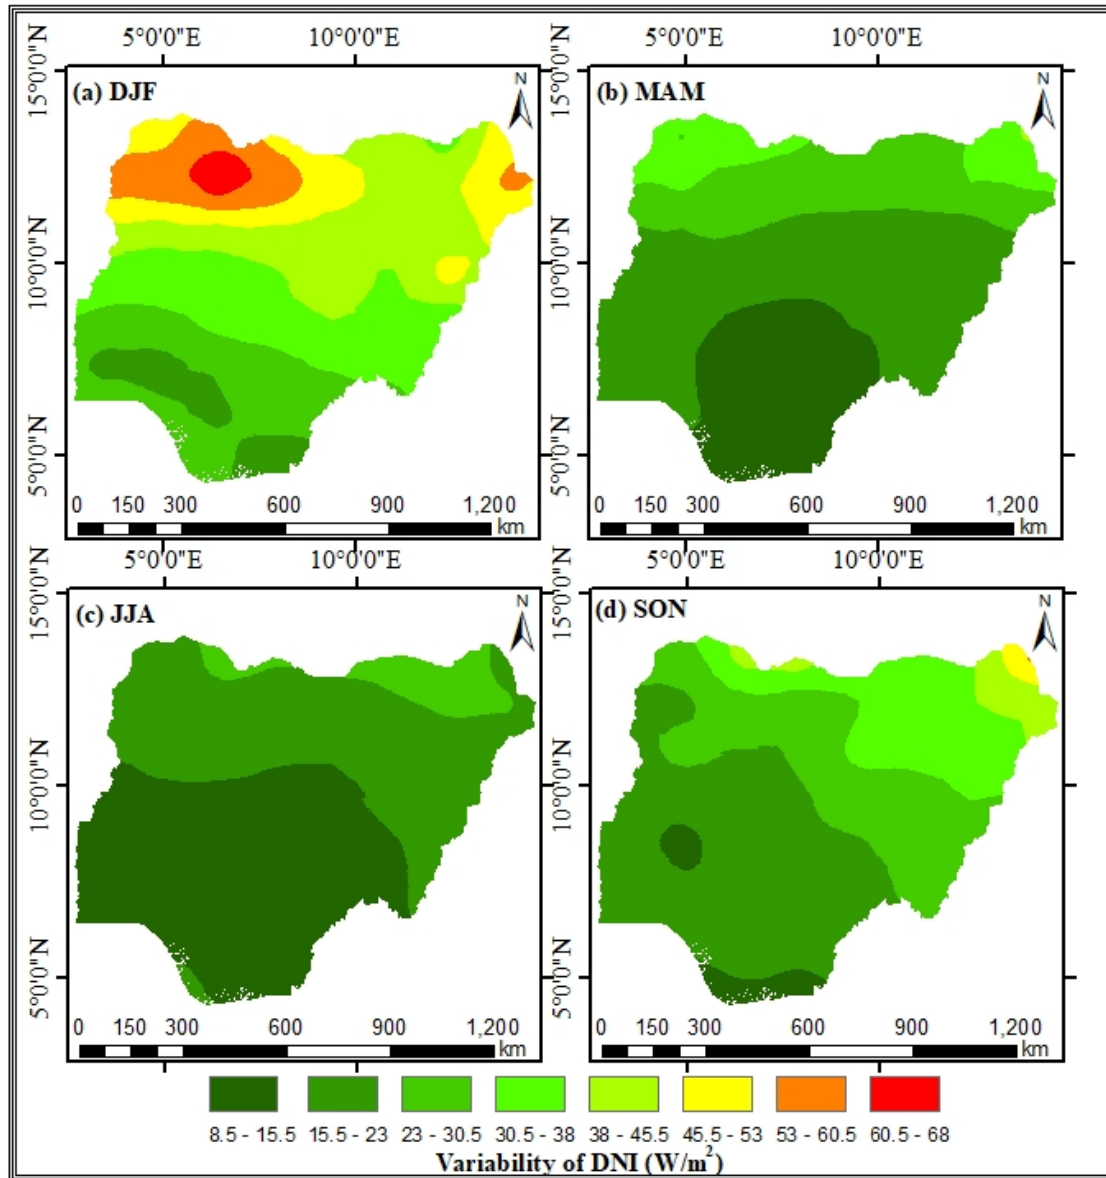 5°0'0"E 10°0'0"E 5°0'0"E 10°0'0"E
15°0'0"N
(a) DJF
N
15°0'0"N
(b) MAM
N
10°0'0"N
10°0'0"N
5°0'0"N
5°0'0"N
0 150 300 600 900 1,200
km
0 150 300 600 900 1,200
km
5°0'0"E 10°0'0"E 5°0'0"E 10°0'0"E
15°0'0"N
(c) JJA
N
15°0'0"N
(d) SON
N
10°0'0"N
10°0'0"N
5°0'0"N
5°0'0"N
0 150 300 600 900 1,200
km
0 150 300 600 900 1,200
km
8.5 - 15.5 15.5 - 23 23 - 30.5 30.5 - 38 38 - 45.5 45.5 - 53 53 - 60.5 60.5 - 68
Variability of DNI (W/m²)